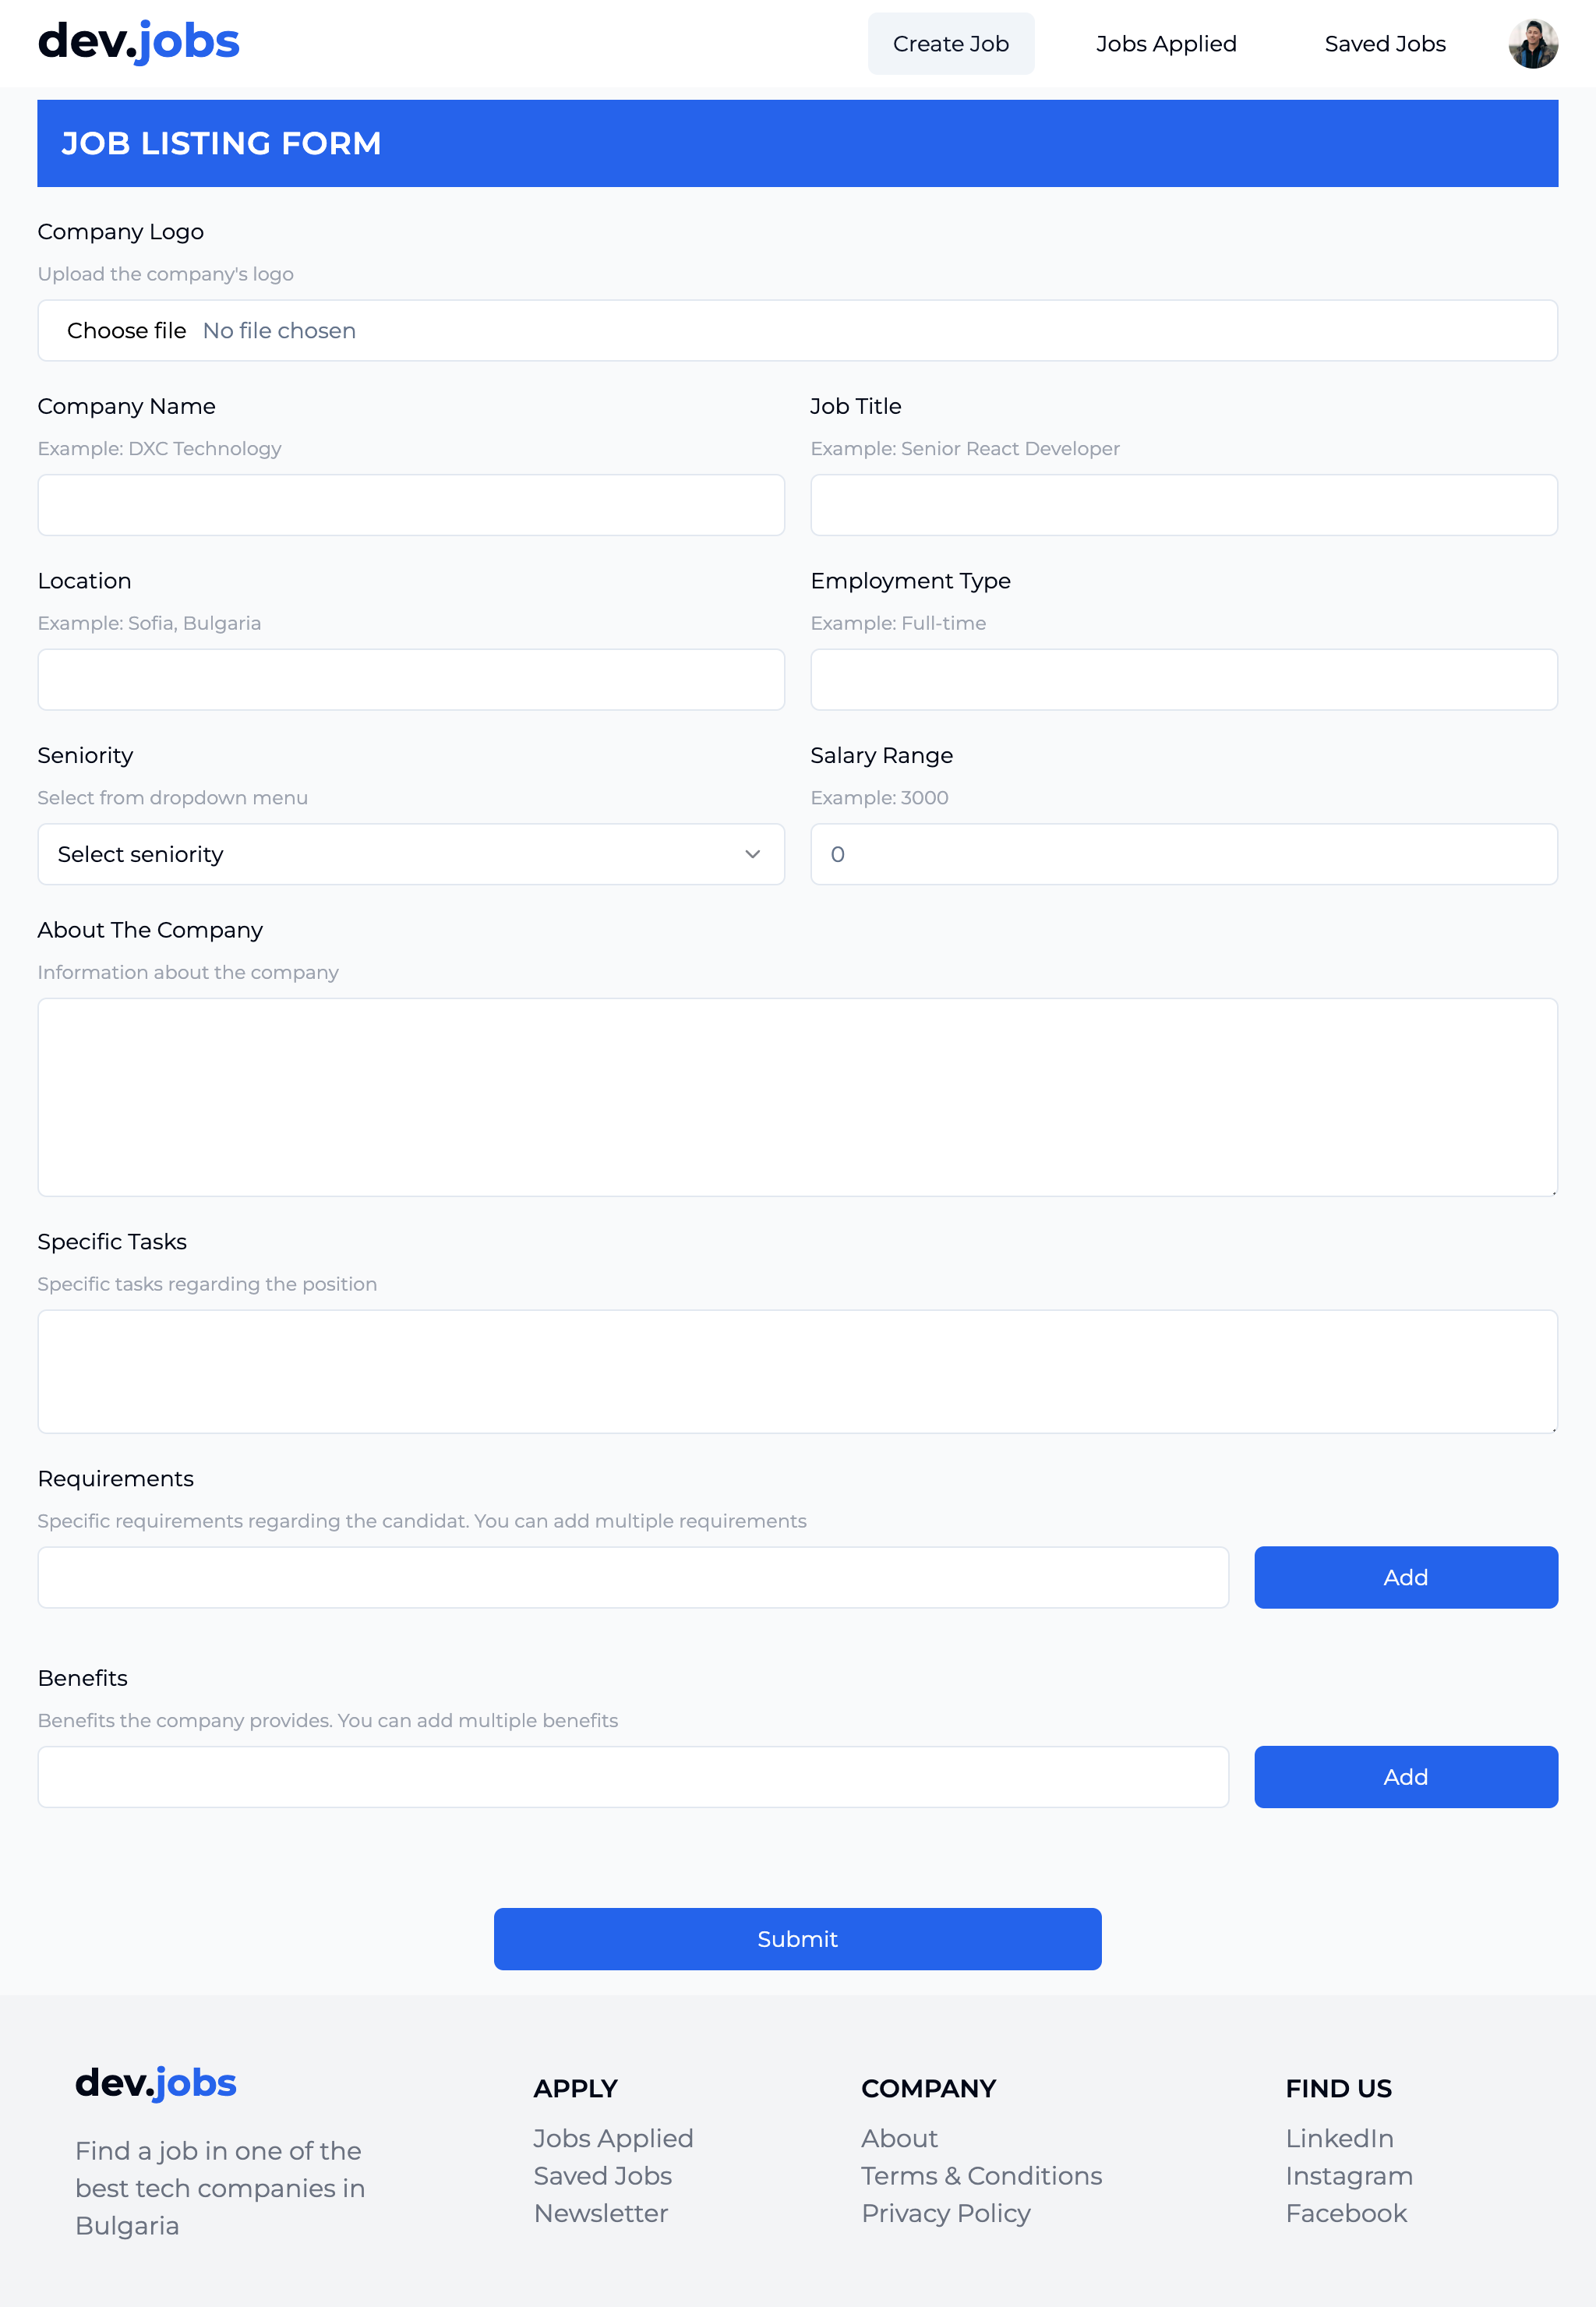 dev.jobs
Create Job Jobs Applied Saved Jobs
JOB LISTING FORM
Company Logo
Upload the company's logo
Choose file No file chosen
Company Name Job Title
Example: DXC Technology Example: Senior React Developer
Location Employment Type
Example: Sofia, Bulgaria Example: Full-time
Seniority Salary Range
Select from dropdown menu Example: 3000
Select seniority 0
About The Company
Information about the company
Specific Tasks
Specific tasks regarding the position
Requirements
Specific requirements regarding the candidat. You can add multiple requirements
Add
Benefits
Benefits the company provides. You can add multiple benefits
Add
Submit
dev.jobs
Find a job in one of the
best tech companies in
Bulgaria
APPLY
Jobs Applied
Saved Jobs
Newsletter
COMPANY
About
Terms & Conditions
Privacy Policy
FIND US
LinkedIn
Instagram
Facebook